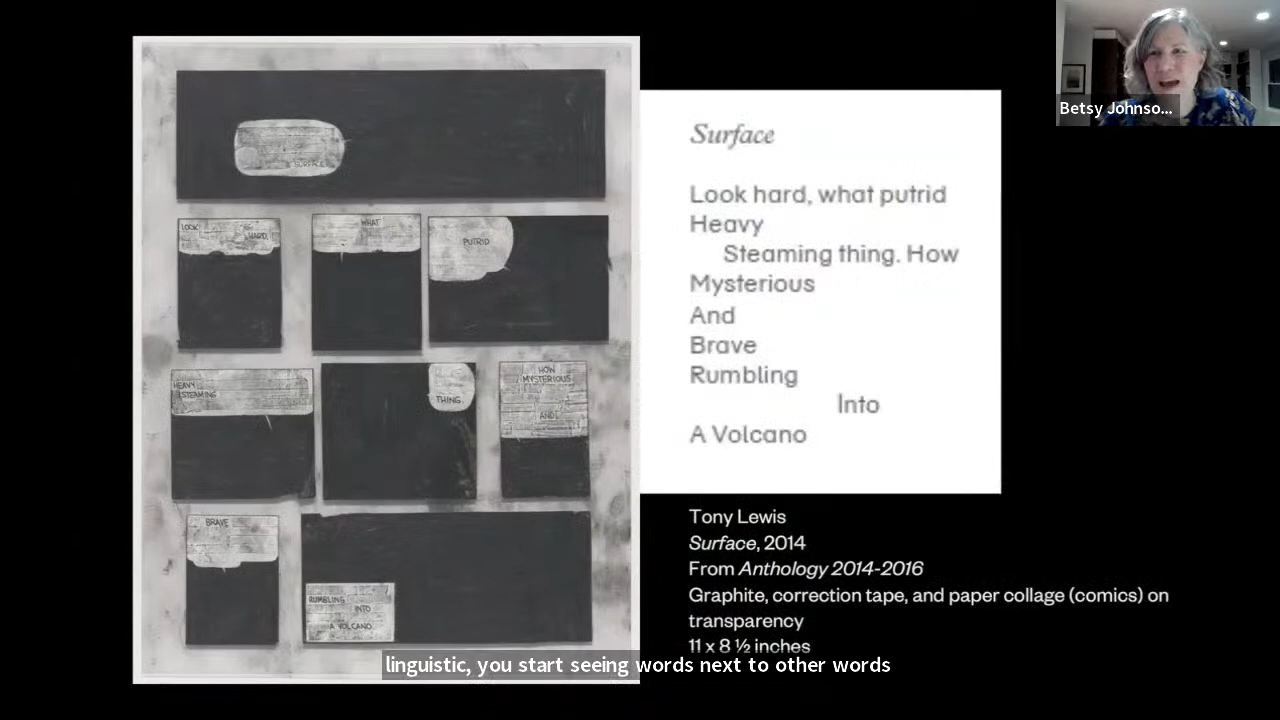 SURFACE
LOOK
HARD,
WHAT
PUTRID
HEAVY
STEAMING
THING.
HOW
MYSTERIOUS
AND
BRAVE
RUMBLING
INTO
A VOLCANO.
Surface
Look hard, what putrid
Heavy
Steaming thing. How
Mysterious
And
Brave
Rumbling
Into
A Volcano
Tony Lewis
Surface, 2014
From Anthology 2014-2016
Graphite, correction tape, and paper collage (comics) on
transparency
11 x 8 ½ inches
Betsy Johnso...
linguistic, you start seeing words next to other words